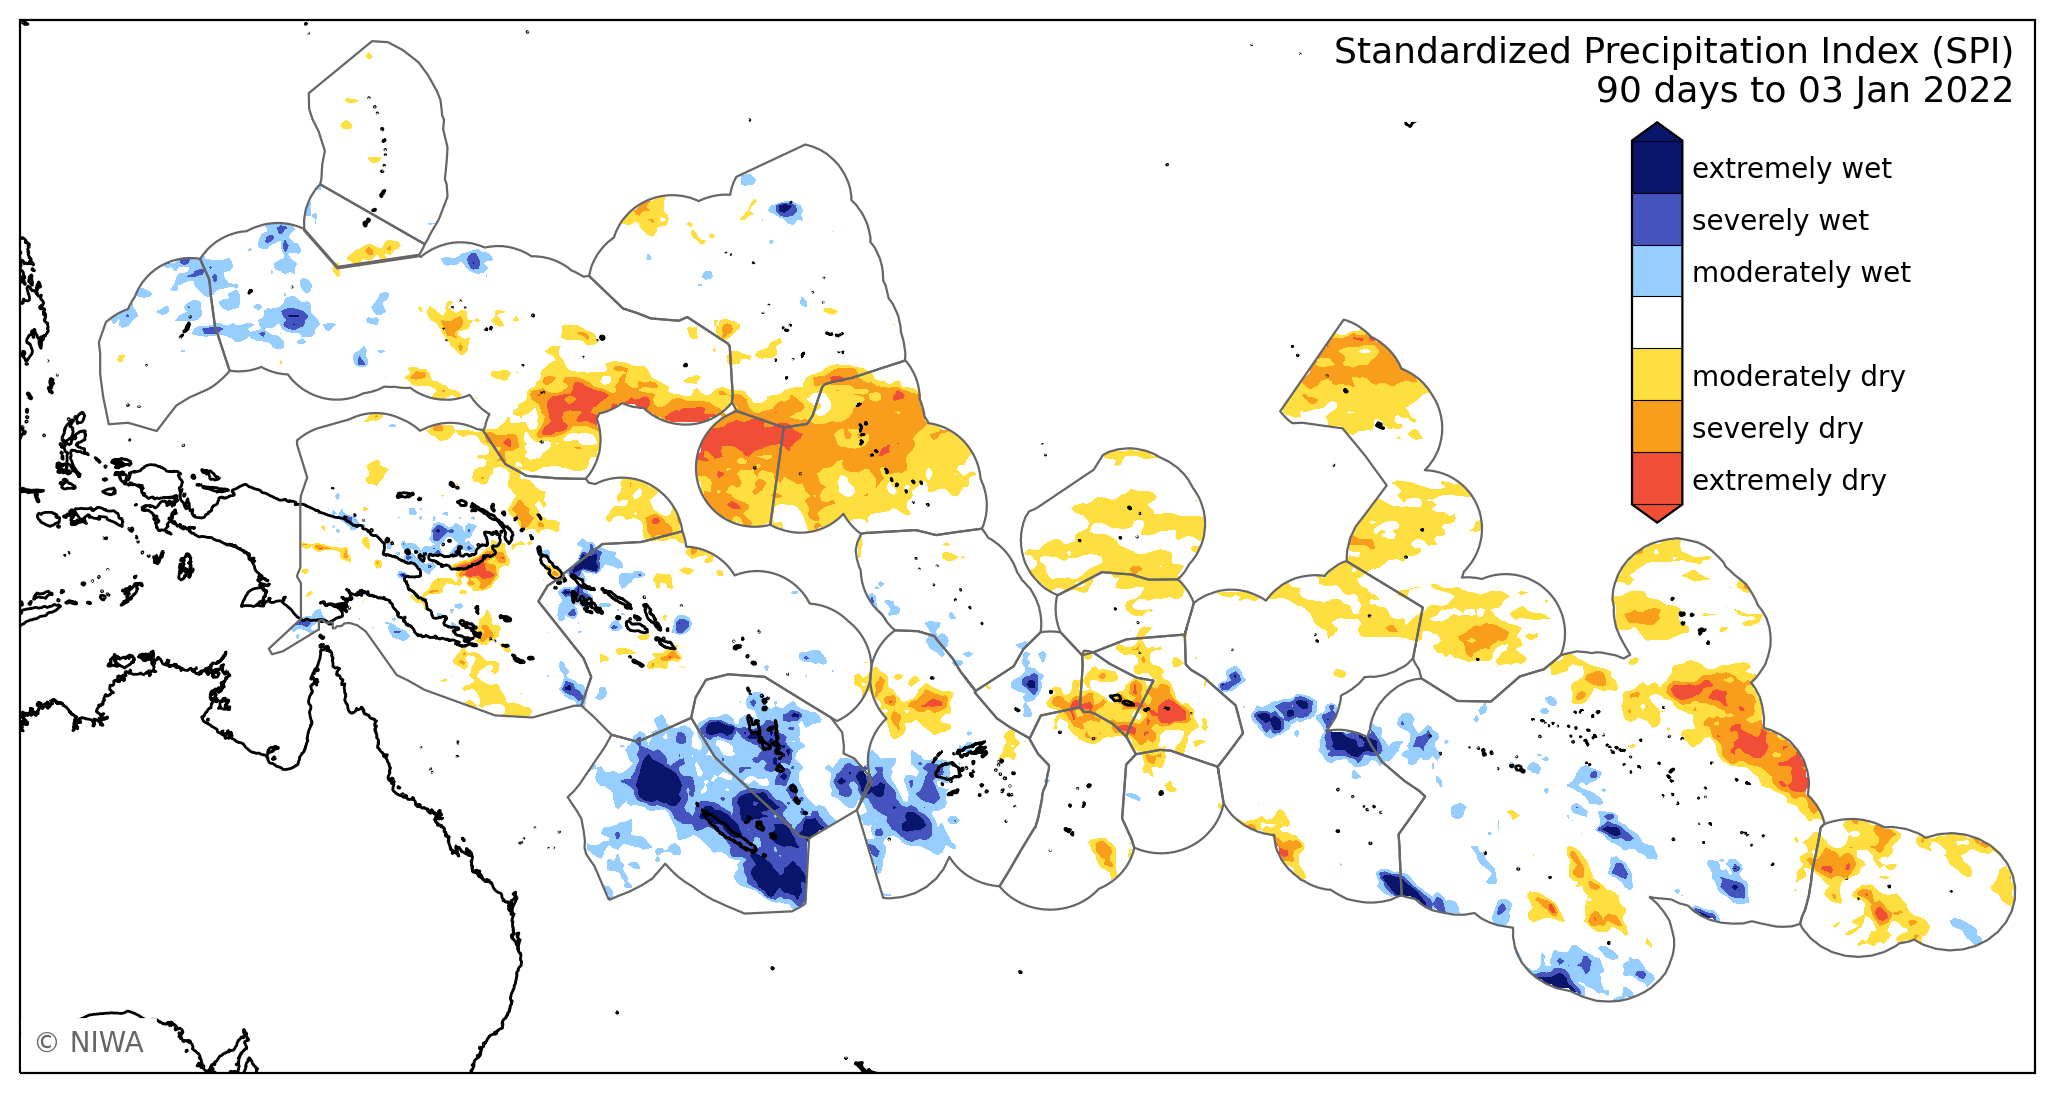 Standardized Precipitation Index (SPI)
90 days to 03 Jan 2022
extremely wet
severely wet
moderately wet
moderately dry
severely dry
extremely dry
© NIWA